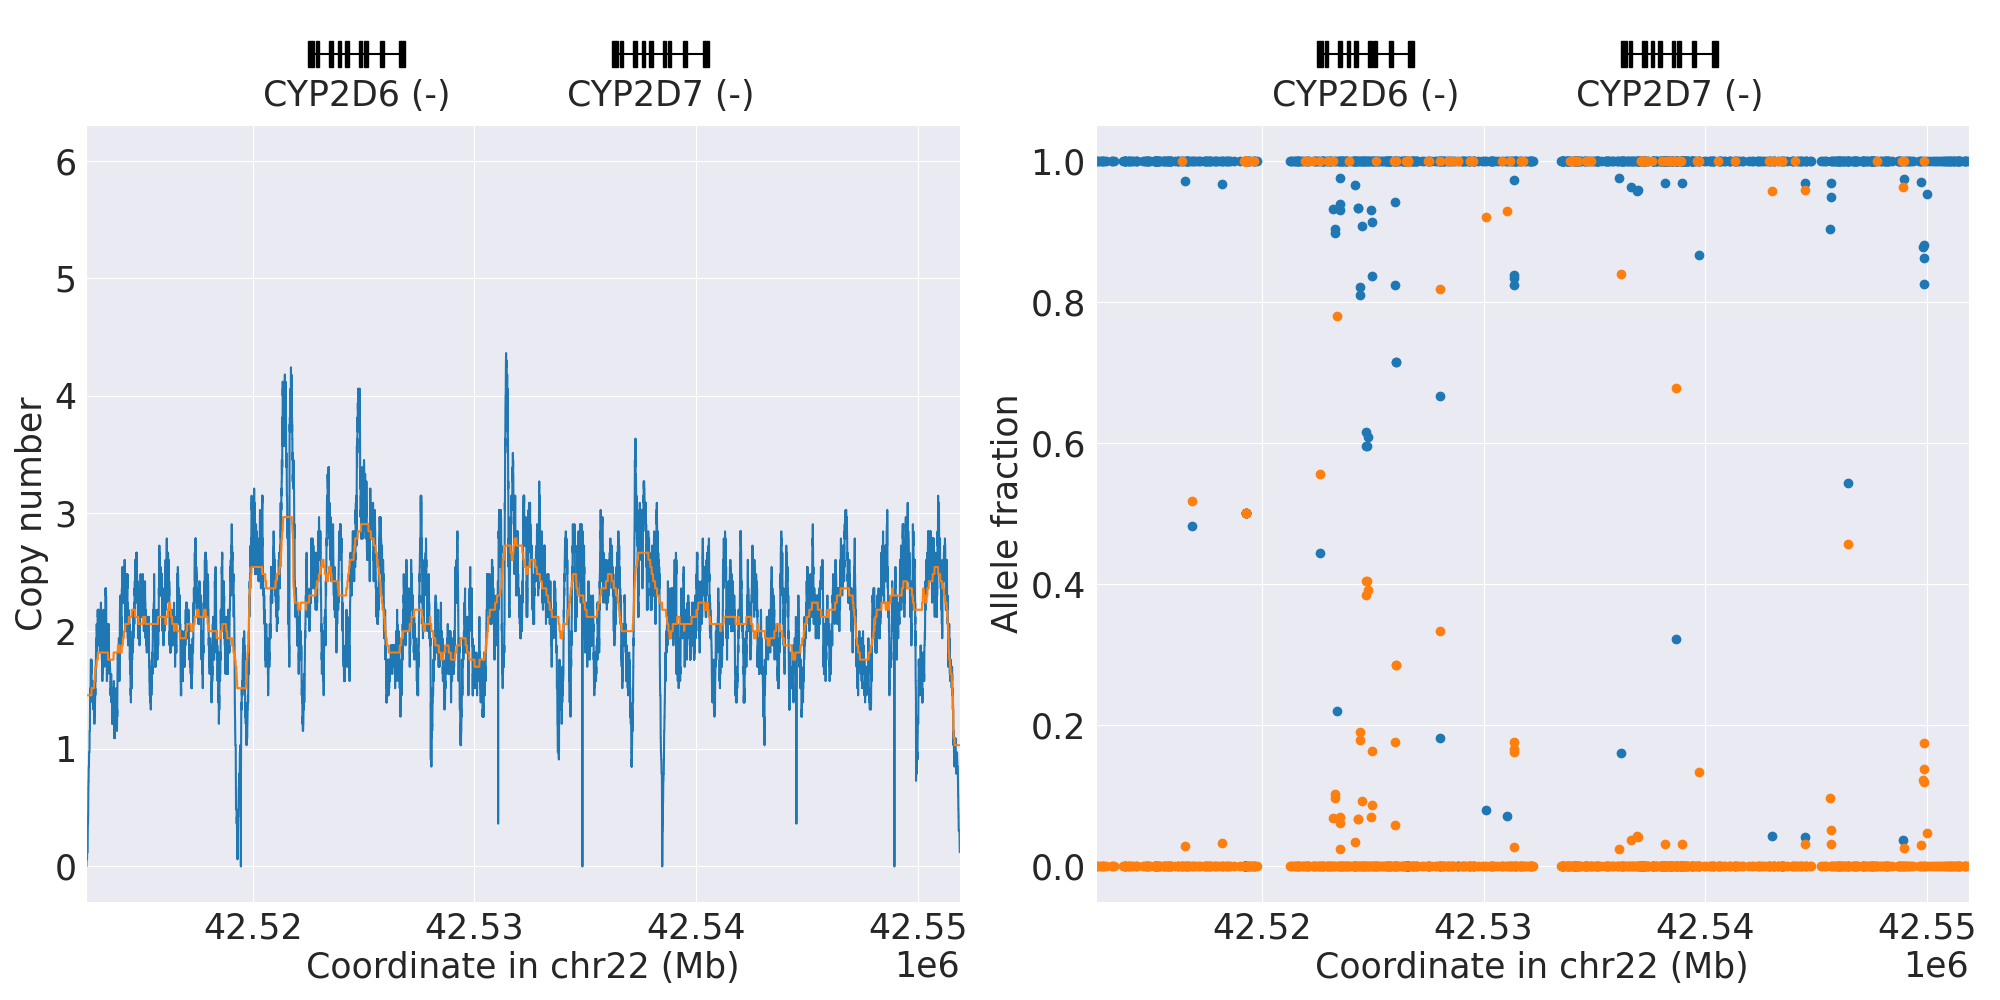 CYP2D6 (-) CYP2D7 (-)
6
5
4
3
2
1
0
Copy number
42.52 42.53 42.54 42.55
Coordinate in chr22 (Mb)
1e6
CYP2D6 (-) CYP2D7 (-)
1.0
0.8
0.6
0.4
0.2
0.0
Allele fraction
42.52 42.53 42.54 42.55
Coordinate in chr22 (Mb)
1e6